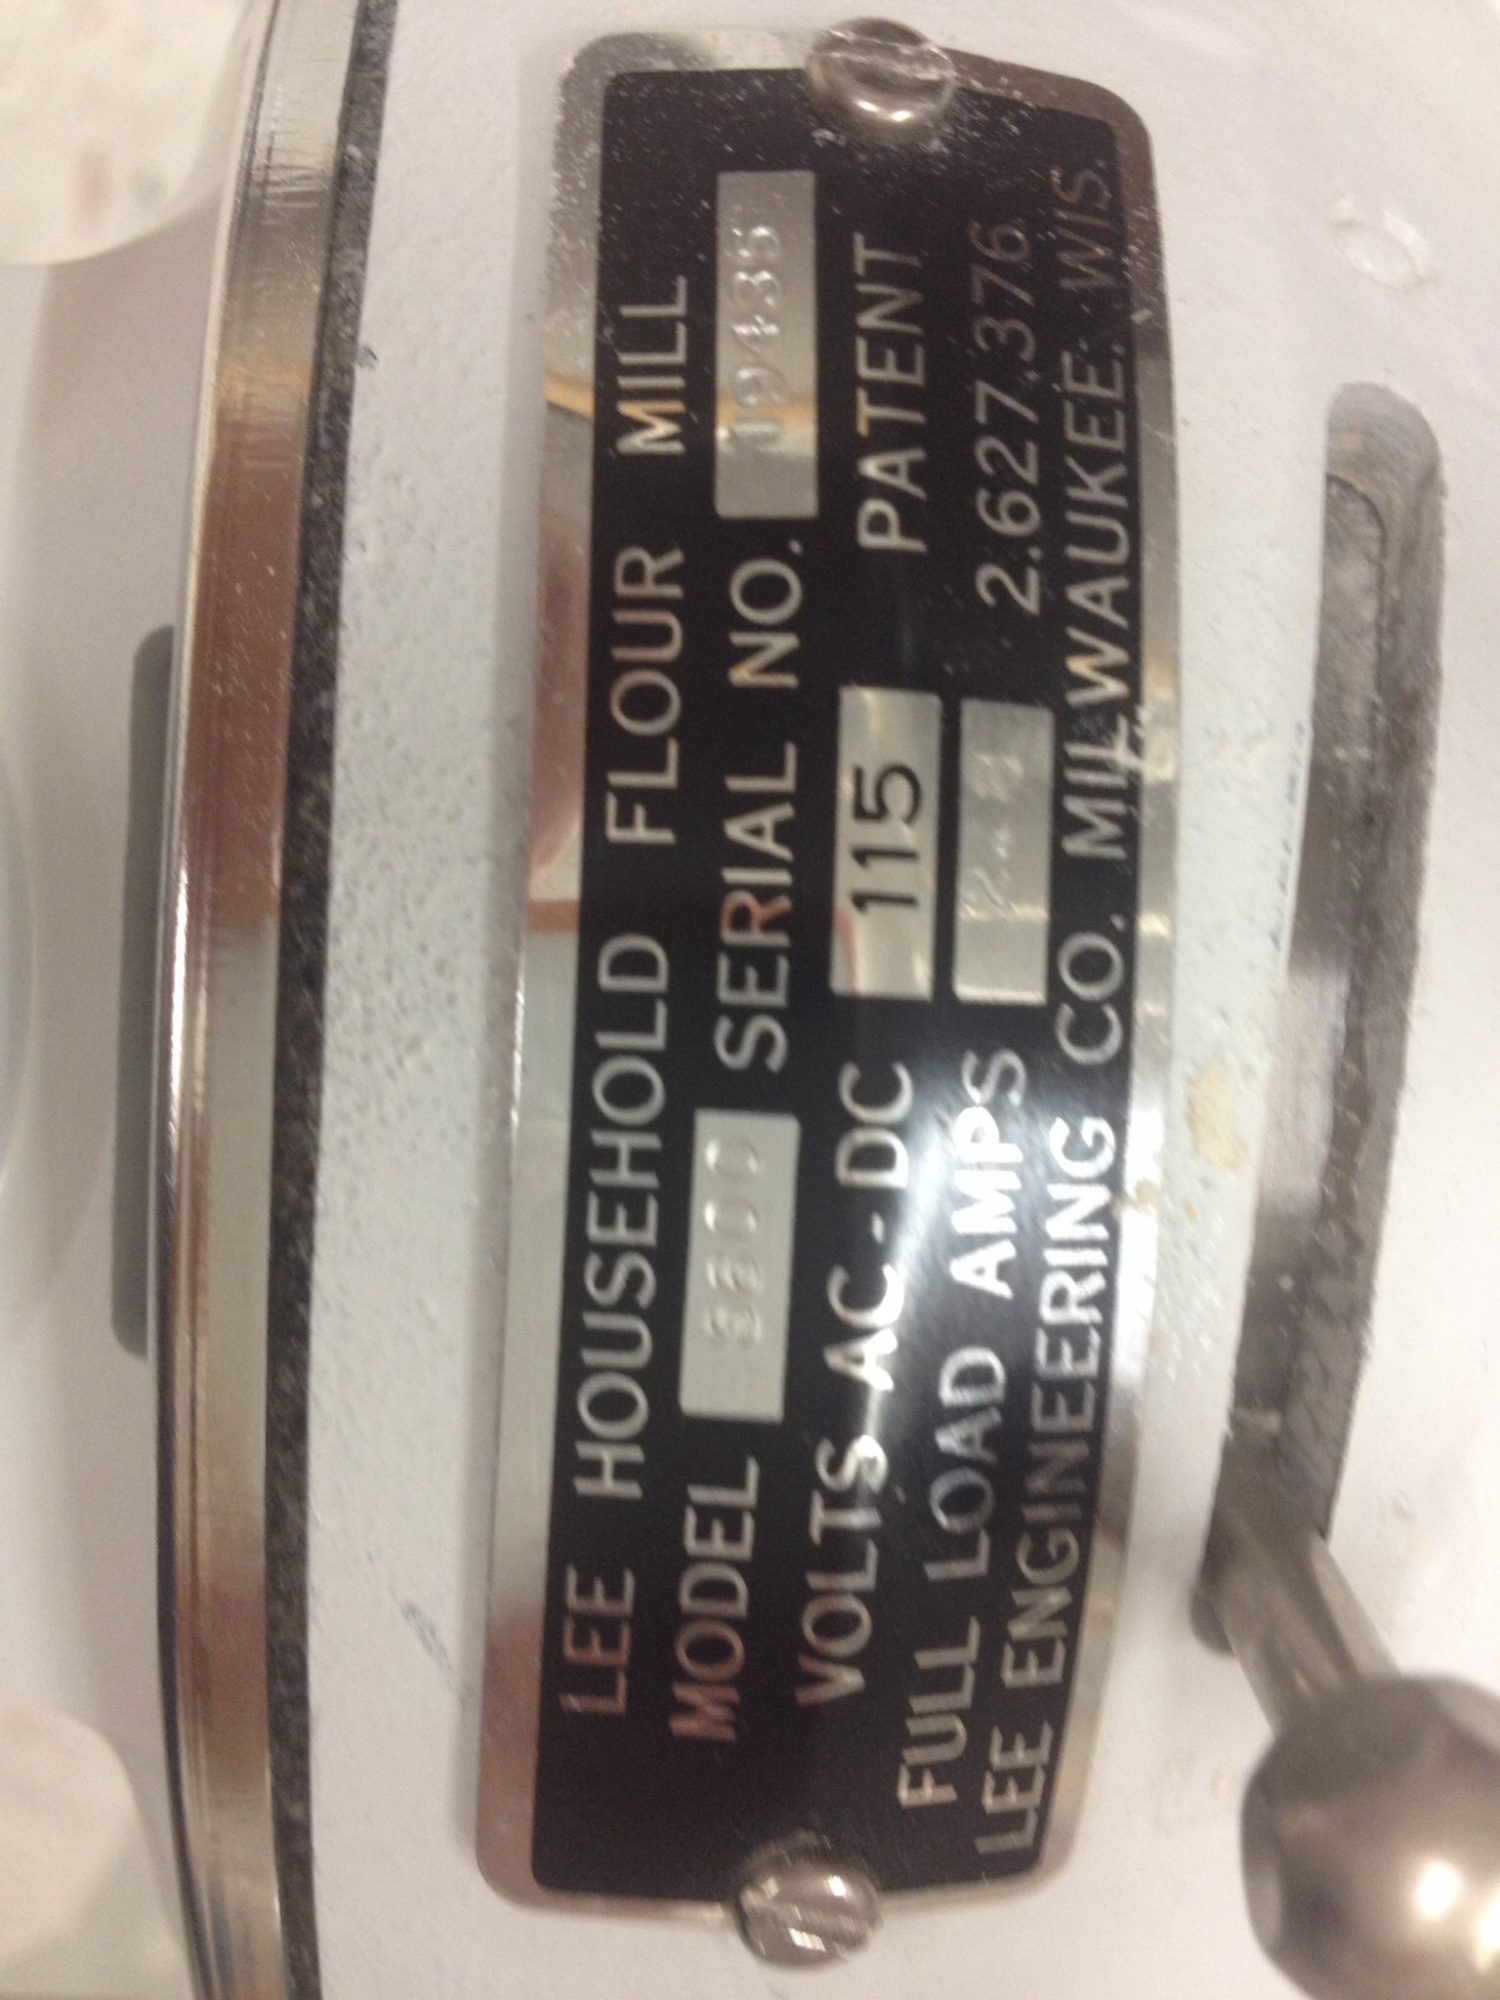 LEE HOUSEHOLD FLOUR MILL
MODEL SERIAL NO. 19435
VOLTS AC-DC 115 PATENT
FULL LOAD AMPS 2.627.376
LEE ENGINEERING CO. MILWAUKEE. WIS.